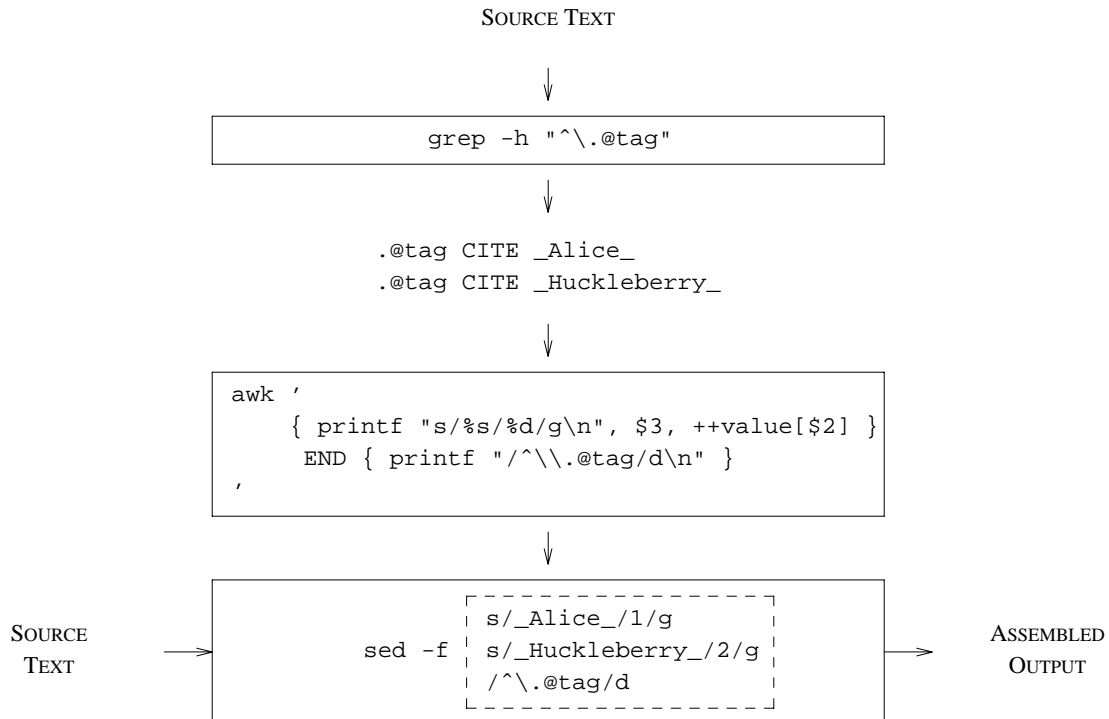 SOURCE TEXT
grep -h "^\.@tag"
.@tag CITE _Alice_
.@tag CITE _Huckleberry_
awk ′
{ printf "s/%s/%d/g\n", $3, ++value[$2] }
END { printf "/^\\.@tag/d\n" }
′
SOURCE
TEXT
sed -f
s/_Alice_/1/g
s/_Huckleberry_/2/g
/^\.@tag/d
ASSEMBLED
OUTPUT